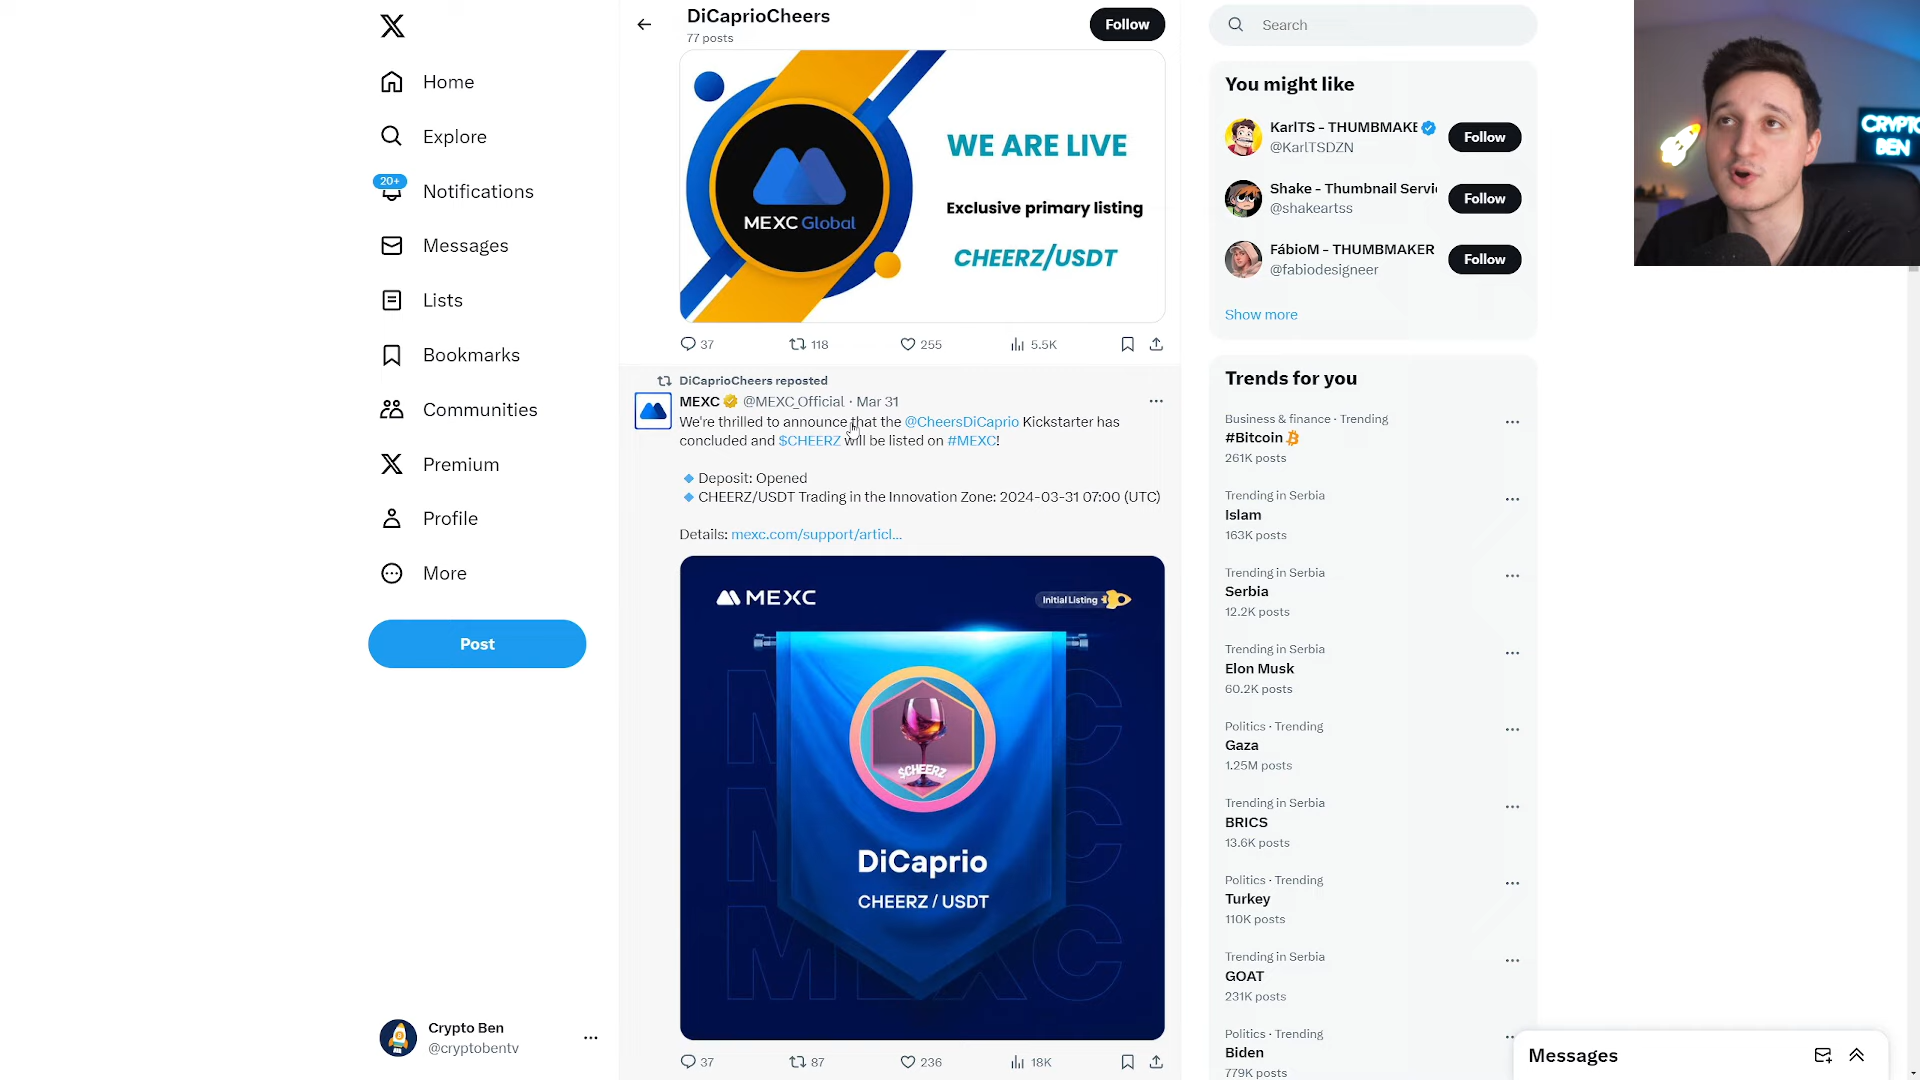 DiCaprioCheers
77 posts
Follow
Search
Home
Explore
20+
Notifications
Messages
Lists
Bookmarks
Communities
Premium
Profile
More
Post
Crypto Ben
@cryptobentv
MEXC Global
WE ARE LIVE
Exclusive primary listing
CHEERZ/USDT
37
118
255
5.5K
DiCaprioCheers reposted
MEXC @MEXC_Official · Mar 31
We're thrilled to announce that the @CheersDiCaprio Kickstarter has
concluded and $CHEERZ will be listed on #MEXC!
🔹 Deposit: Opened
🔹 CHEERZ/USDT Trading in the Innovation Zone: 2024-03-31 07:00 (UTC)
Details: mexc.com/support/articl...
MEXC
Initial Listing
$CHEERZ
DiCaprio
CHEERZ / USDT
37
87
236
18K
You might like
KarlTS - THUMBMAKE
@KarlTSDZN
Follow
Shake - Thumbnail Servi
@shakeartss
Follow
FábioM - THUMBMAKER
@fabiodesigneer
Follow
Show more
Trends for you
Business & finance · Trending
#Bitcoin
261K posts
Trending in Serbia
Islam
163K posts
Trending in Serbia
Serbia
12.2K posts
Trending in Serbia
Elon Musk
60.2K posts
Politics · Trending
Gaza
1.25M posts
Trending in Serbia
BRICS
13.6K posts
Politics · Trending
Turkey
110K posts
Trending in Serbia
GOAT
231K posts
Politics · Trending
Biden
779K posts
Messages
CRYPTO
BEN